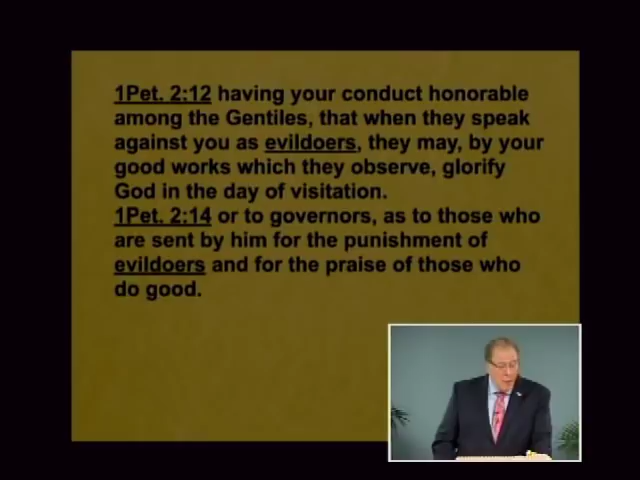 1Pet. 2:12 having your conduct honorable
among the Gentiles, that when they speak
against you as evildoers, they may, by your
good works which they observe, glorify
God in the day of visitation.
1Pet. 2:14 or to governors, as to those who
are sent by him for the punishment of
evildoers and for the praise of those who
do good.